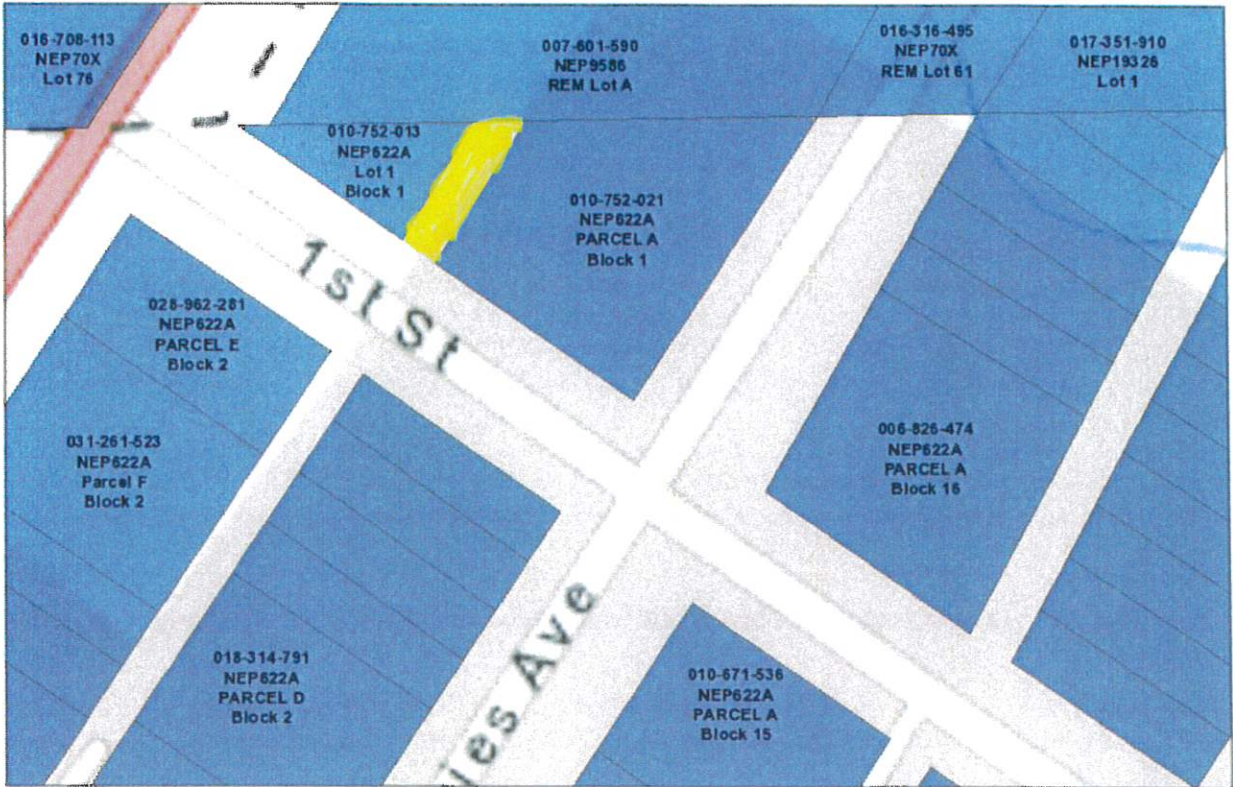 016-708-113
NEP70X
Lot 76
007-601-590
NEP9586
REM Lot A
016-316-495
NEP70X
REM Lot 61
017-351-910
NEP19326
Lot 1
010-752-013
NEP622A
Lot 1
Block 1
010-752-021
NEP622A
PARCEL A
Block 1
1st St
028-962-281
NEP622A
PARCEL E
Block 2
031-261-523
NEP622A
Parcel F
Block 2
006-826-474
NEP622A
PARCEL A
Block 16
018-314-791
NEP622A
PARCEL D
Block 2
Ave
010-671-536
NEP622A
PARCEL A
Block 15